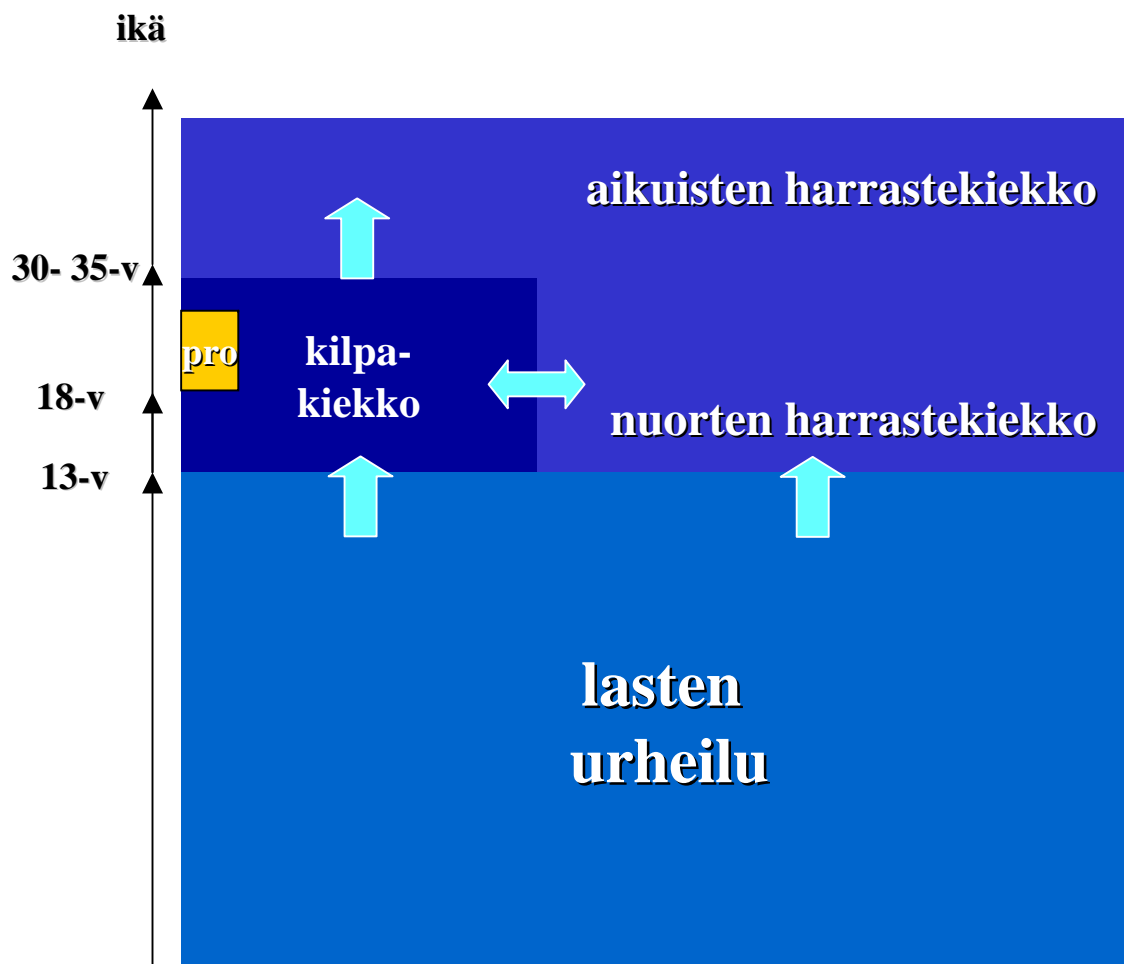 ikä
aikuisten harrastekiekko
30- 35-v
pro
kilpa-
kiekko
18-v
nuorten harrastekiekko
13-v
lasten
urheilu